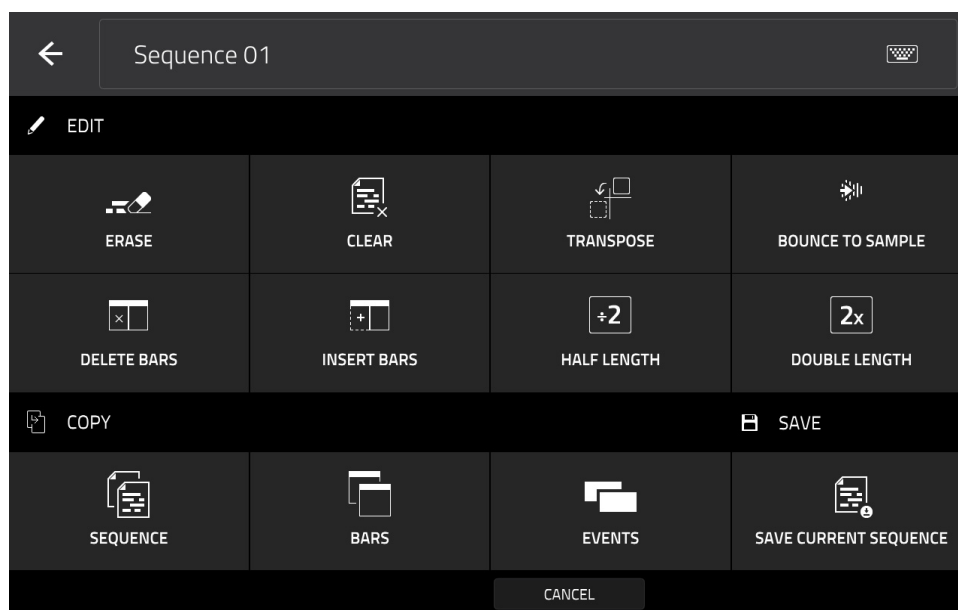 Sequence 01
EDIT
ERASE
CLEAR
TRANSPOSE
BOUNCE TO SAMPLE
DELETE BARS
INSERT BARS
÷2
HALF LENGTH
2x
DOUBLE LENGTH
COPY
SAVE
SEQUENCE
BARS
EVENTS
SAVE CURRENT SEQUENCE
CANCEL